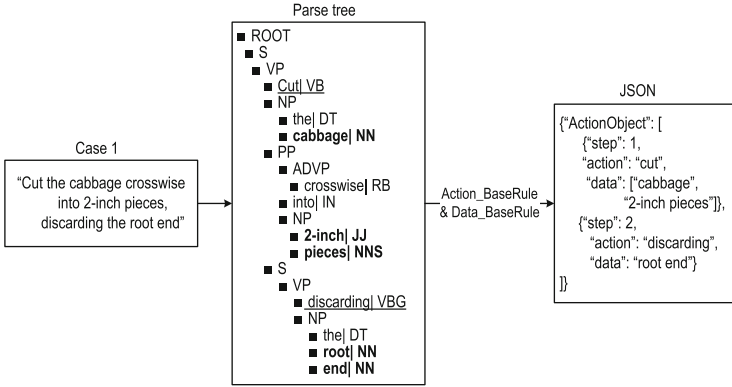 Parse tree
ROOT
S
VP
Cut| VB
NP
the| DT
cabbage| NN
PP
ADVP
crosswise| RB
into| IN
NP
2-inch| JJ
pieces| NNS
S
VP
discarding| VBG
NP
the| DT
root| NN
end| NN
Case 1
“Cut the cabbage crosswise
into 2-inch pieces,
discarding the root end”
Action_BaseRule
& Data_BaseRule
JSON
{“ActionObject”: [
{“step”: 1,
“action”: “cut”,
“data”: [“cabbage”,
“2-inch pieces”]},
{“step”: 2,
“action”: “discarding”,
“data”: “root end”}
]}